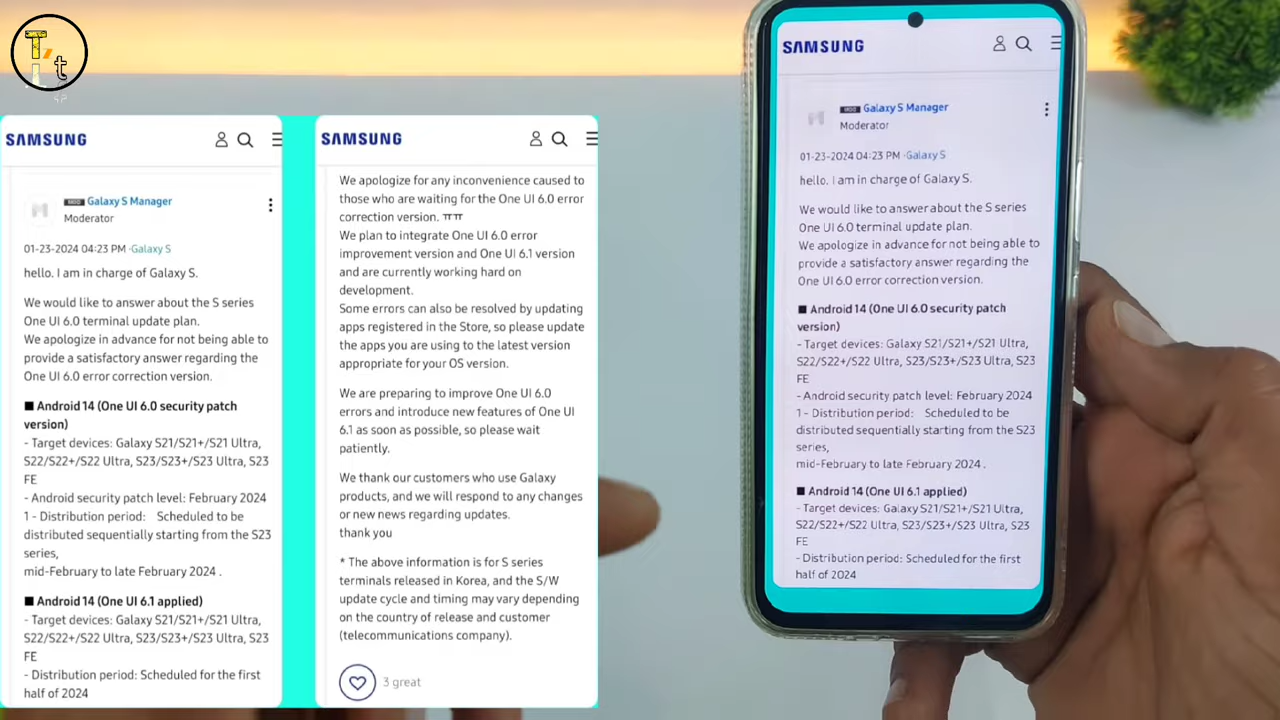 T
t
SAMSUNG
Galaxy S Manager
Moderator
01-23-2024 04:23 PM ·Galaxy S
hello. I am in charge of Galaxy S.
We would like to answer about the S series
One UI 6.0 terminal update plan.
We apologize in advance for not being able to
provide a satisfactory answer regarding the
One UI 6.0 error correction version.
■ Android 14 (One UI 6.0 security patch
version)
- Target devices: Galaxy S21/S21+/S21 Ultra,
S22/S22+/S22 Ultra, S23/S23+/S23 Ultra, S23
FE
- Android security patch level: February 2024
1 - Distribution period: Scheduled to be
distributed sequentially starting from the S23
series,
mid-February to late February 2024 .
■ Android 14 (One UI 6.1 applied)
- Target devices: Galaxy S21/S21+/S21 Ultra,
S22/S22+/S22 Ultra, S23/S23+/S23 Ultra, S23
FE
- Distribution period: Scheduled for the first
half of 2024
SAMSUNG
We apologize for any inconvenience caused to
those who are waiting for the One UI 6.0 error
correction version. ㅠㅠ
We plan to integrate One UI 6.0 error
improvement version and One UI 6.1 version
and are currently working hard on
development.
Some errors can also be resolved by updating
apps registered in the Store, so please update
the apps you are using to the latest version
appropriate for your OS version.
We are preparing to improve One UI 6.0
errors and introduce new features of One UI
6.1 as soon as possible, so please wait
patiently.
We thank our customers who use Galaxy
products, and we will respond to any changes
or new news regarding updates.
thank you
* The above information is for S series
terminals released in Korea, and the S/W
update cycle and timing may vary depending
on the country of release and customer
(telecommunications company).
3 great
SAMSUNG
Galaxy S Manager
Moderator
01-23-2024 04:23 PM ·Galaxy S
hello. I am in charge of Galaxy S.
We would like to answer about the S series
One UI 6.0 terminal update plan.
We apologize in advance for not being able to
provide a satisfactory answer regarding the
One UI 6.0 error correction version.
■ Android 14 (One UI 6.0 security patch
version)
- Target devices: Galaxy S21/S21+/S21 Ultra,
S22/S22+/S22 Ultra, S23/S23+/S23 Ultra, S23
FE
- Android security patch level: February 2024
1 - Distribution period: Scheduled to be
distributed sequentially starting from the S23
series,
mid-February to late February 2024 .
■ Android 14 (One UI 6.1 applied)
- Target devices: Galaxy S21/S21+/S21 Ultra,
S22/S22+/S22 Ultra, S23/S23+/S23 Ultra, S23
FE
- Distribution period: Scheduled for the first
half of 2024